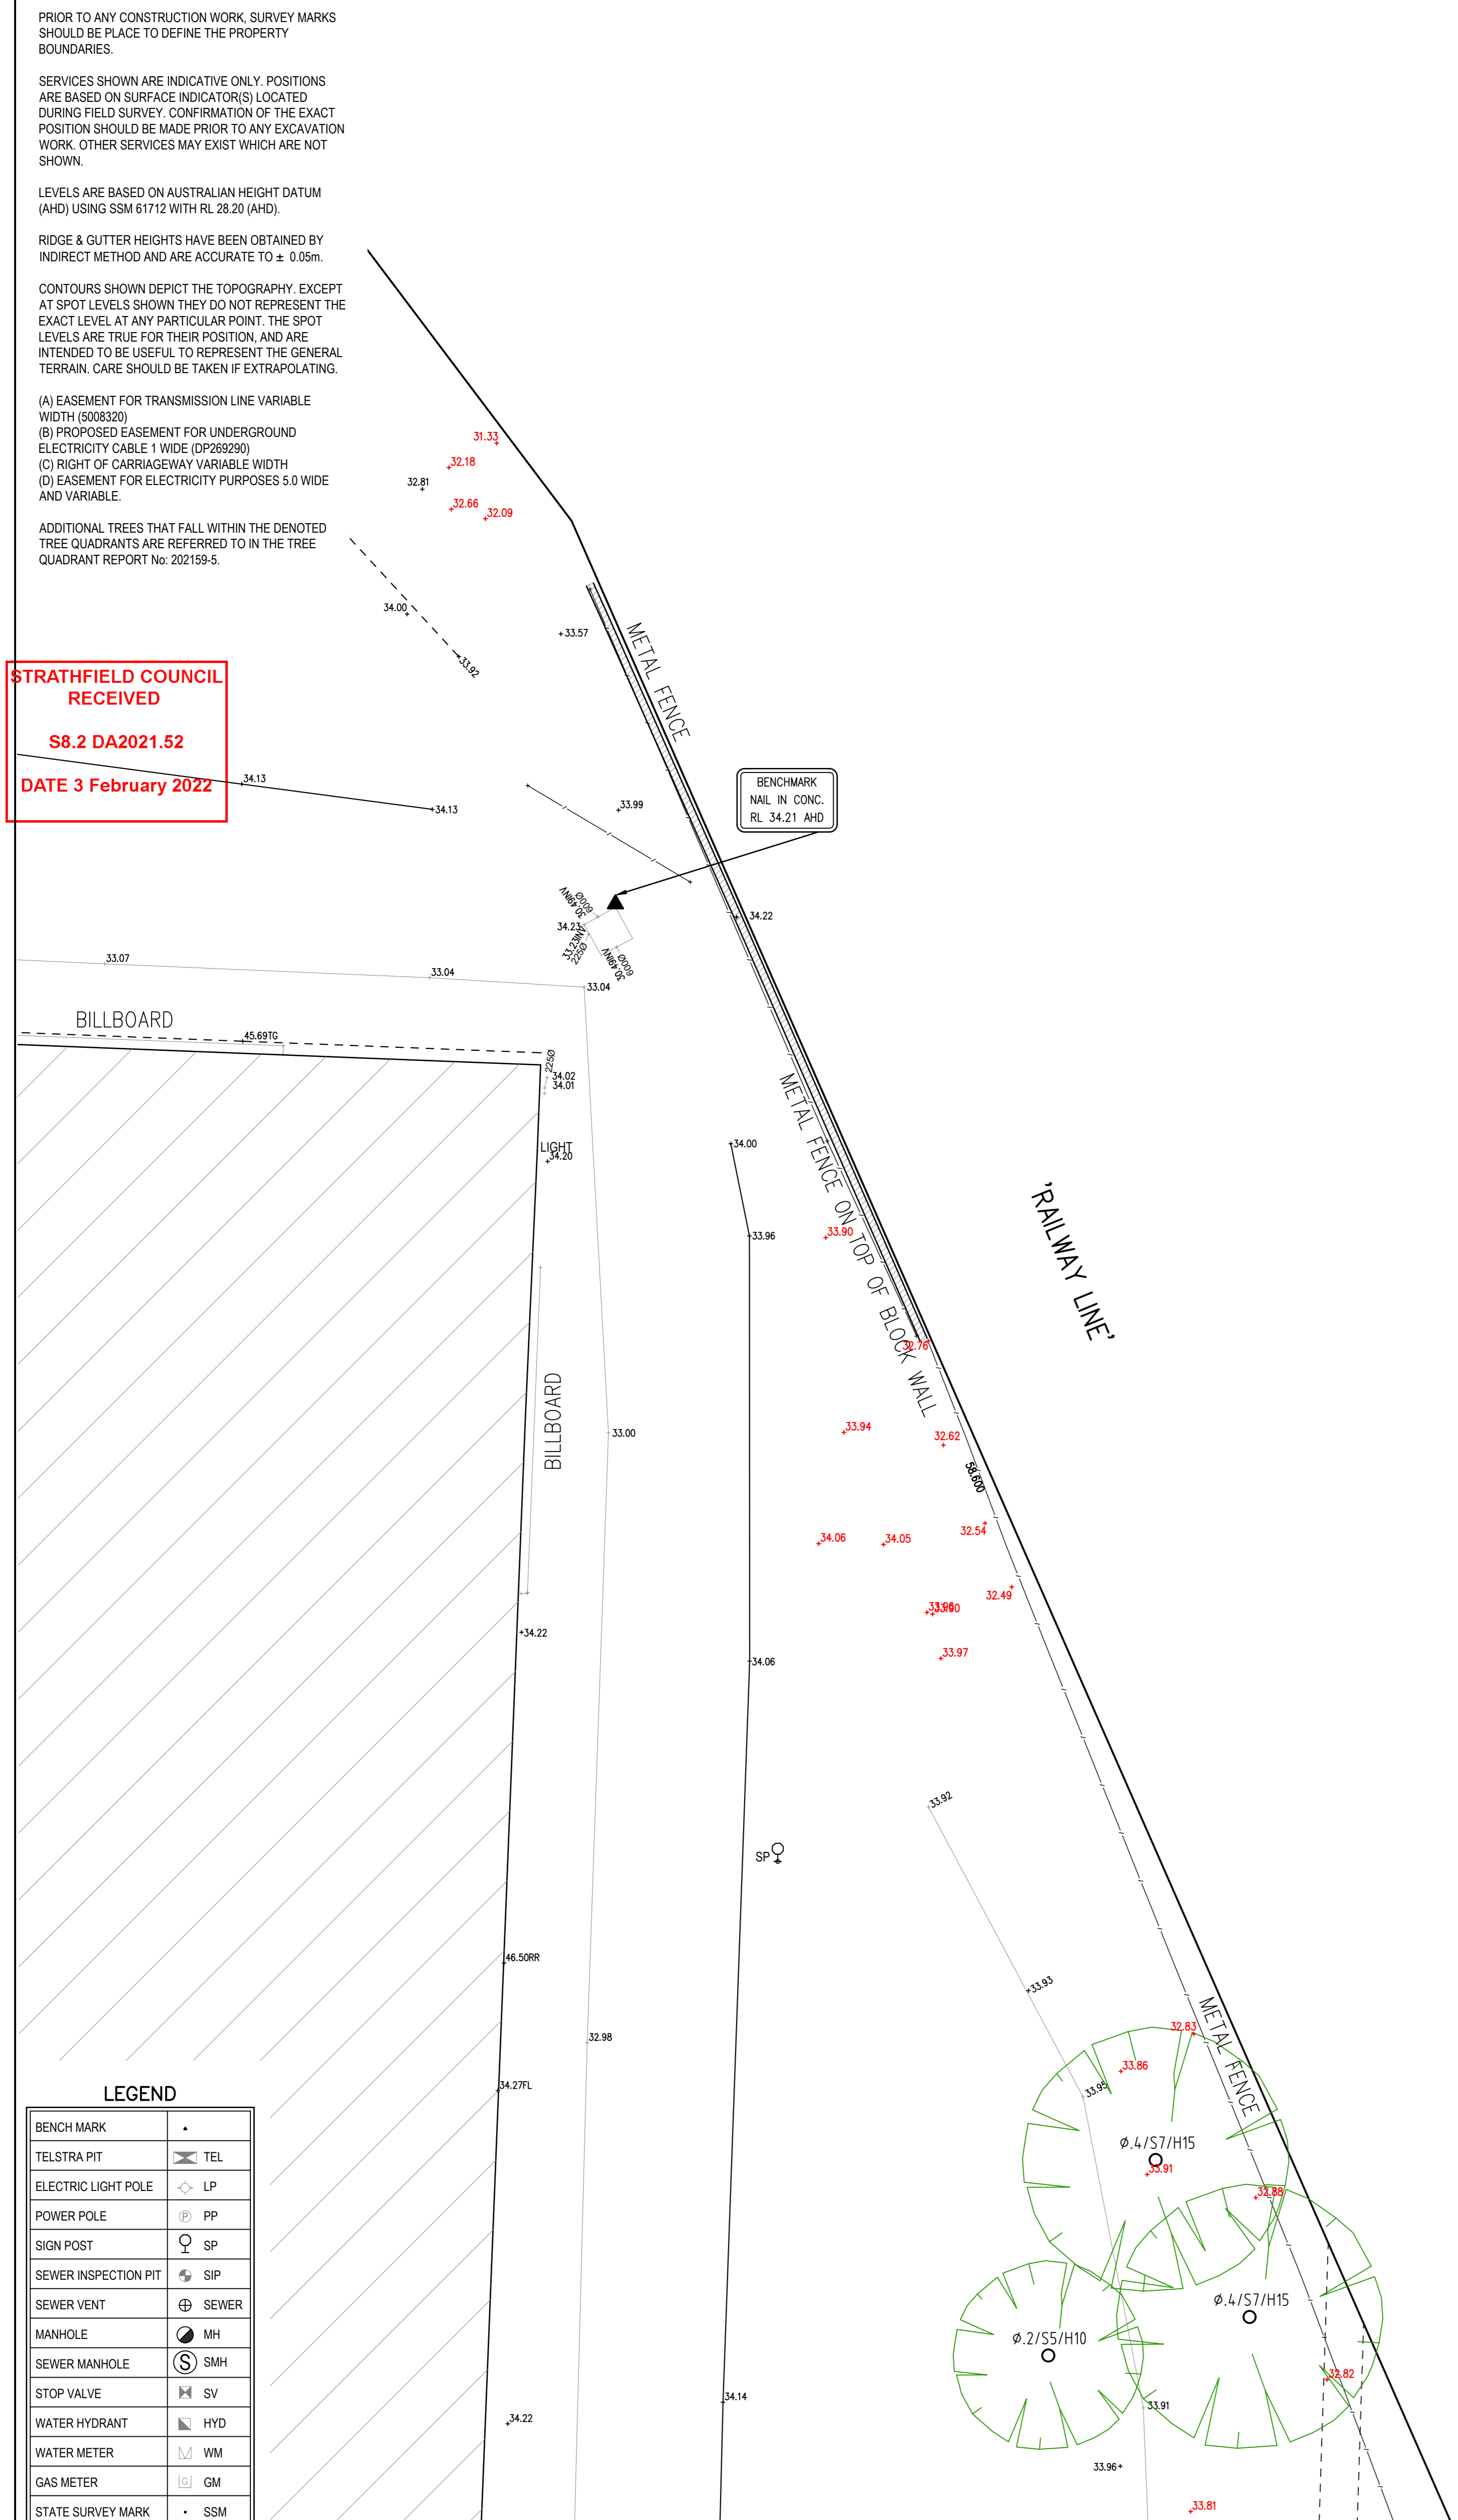 PRIOR TO ANY CONSTRUCTION WORK, SURVEY MARKS
SHOULD BE PLACE TO DEFINE THE PROPERTY
BOUNDARIES.
SERVICES SHOWN ARE INDICATIVE ONLY. POSITIONS
ARE BASED ON SURFACE INDICATOR(S) LOCATED
DURING FIELD SURVEY. CONFIRMATION OF THE EXACT
POSITION SHOULD BE MADE PRIOR TO ANY EXCAVATION
WORK. OTHER SERVICES MAY EXIST WHICH ARE NOT
SHOWN.
LEVELS ARE BASED ON AUSTRALIAN HEIGHT DATUM
(AHD) USING SSM 61712 WITH RL 28.20 (AHD).
RIDGE & GUTTER HEIGHTS HAVE BEEN OBTAINED BY
INDIRECT METHOD AND ARE ACCURATE TO ± 0.05m.
CONTOURS SHOWN DEPICT THE TOPOGRAPHY. EXCEPT
AT SPOT LEVELS SHOWN THEY DO NOT REPRESENT THE
EXACT LEVEL AT ANY PARTICULAR POINT. THE SPOT
LEVELS ARE TRUE FOR THEIR POSITION, AND ARE
INTENDED TO BE USEFUL TO REPRESENT THE GENERAL
TERRAIN. CARE SHOULD BE TAKEN IF EXTRAPOLATING.
(A) EASEMENT FOR TRANSMISSION LINE VARIABLE
WIDTH (5008320)
(B) PROPOSED EASEMENT FOR UNDERGROUND
ELECTRICITY CABLE 1 WIDE (DP269290)
(C) RIGHT OF CARRIAGEWAY VARIABLE WIDTH
(D) EASEMENT FOR ELECTRICITY PURPOSES 5.0 WIDE
AND VARIABLE.
ADDITIONAL TREES THAT FALL WITHIN THE DENOTED
TREE QUADRANTS ARE REFERRED TO IN THE TREE
QUADRANT REPORT No: 202159-5.
31.33
32.18
32.81
32.66
32.09
34.00
33.57
33.92
METAL FENCE
STRATHFIELD COUNCIL
RECEIVED
S8.2 DA2021.52
DATE 3 February 2022
34.13
34.13
33.99
BENCHMARK
NAIL IN CONC.
RL 34.21 AHD
600Ø
30.49INV
34.23
33.23INV
225Ø
600Ø
30.49INV
34.22
33.07
33.04
33.04
BILLBOARD
45.69TG
225Ø
34.02
34.01
LIGHT
34.20
METAL FENCE ON TOP OF BLOCK WALL
34.00
33.96
33.90
'RAILWAY LINE'
32.76
BILLBOARD
33.00
33.94
32.62
58.600
34.06
34.05
32.54
32.49
33.90
33.97
34.22
34.06
33.92
SP
46.50RR
33.93
32.98
METAL FENCE
32.83
33.86
33.95
34.27FL
Ø.4/S7/H15
33.91
32.88
Ø.4/S7/H15
Ø.2/S5/H10
32.82
34.14
33.91
34.22
33.96
33.81
LEGEND
BENCH MARK
TELSTRA PIT TEL
ELECTRIC LIGHT POLE LP
POWER POLE P PP
SIGN POST SP
SEWER INSPECTION PIT SIP
SEWER VENT SEWER
MANHOLE MH
SEWER MANHOLE S SMH
STOP VALVE SV
WATER HYDRANT HYD
WATER METER WM
GAS METER G GM
STATE SURVEY MARK SSM